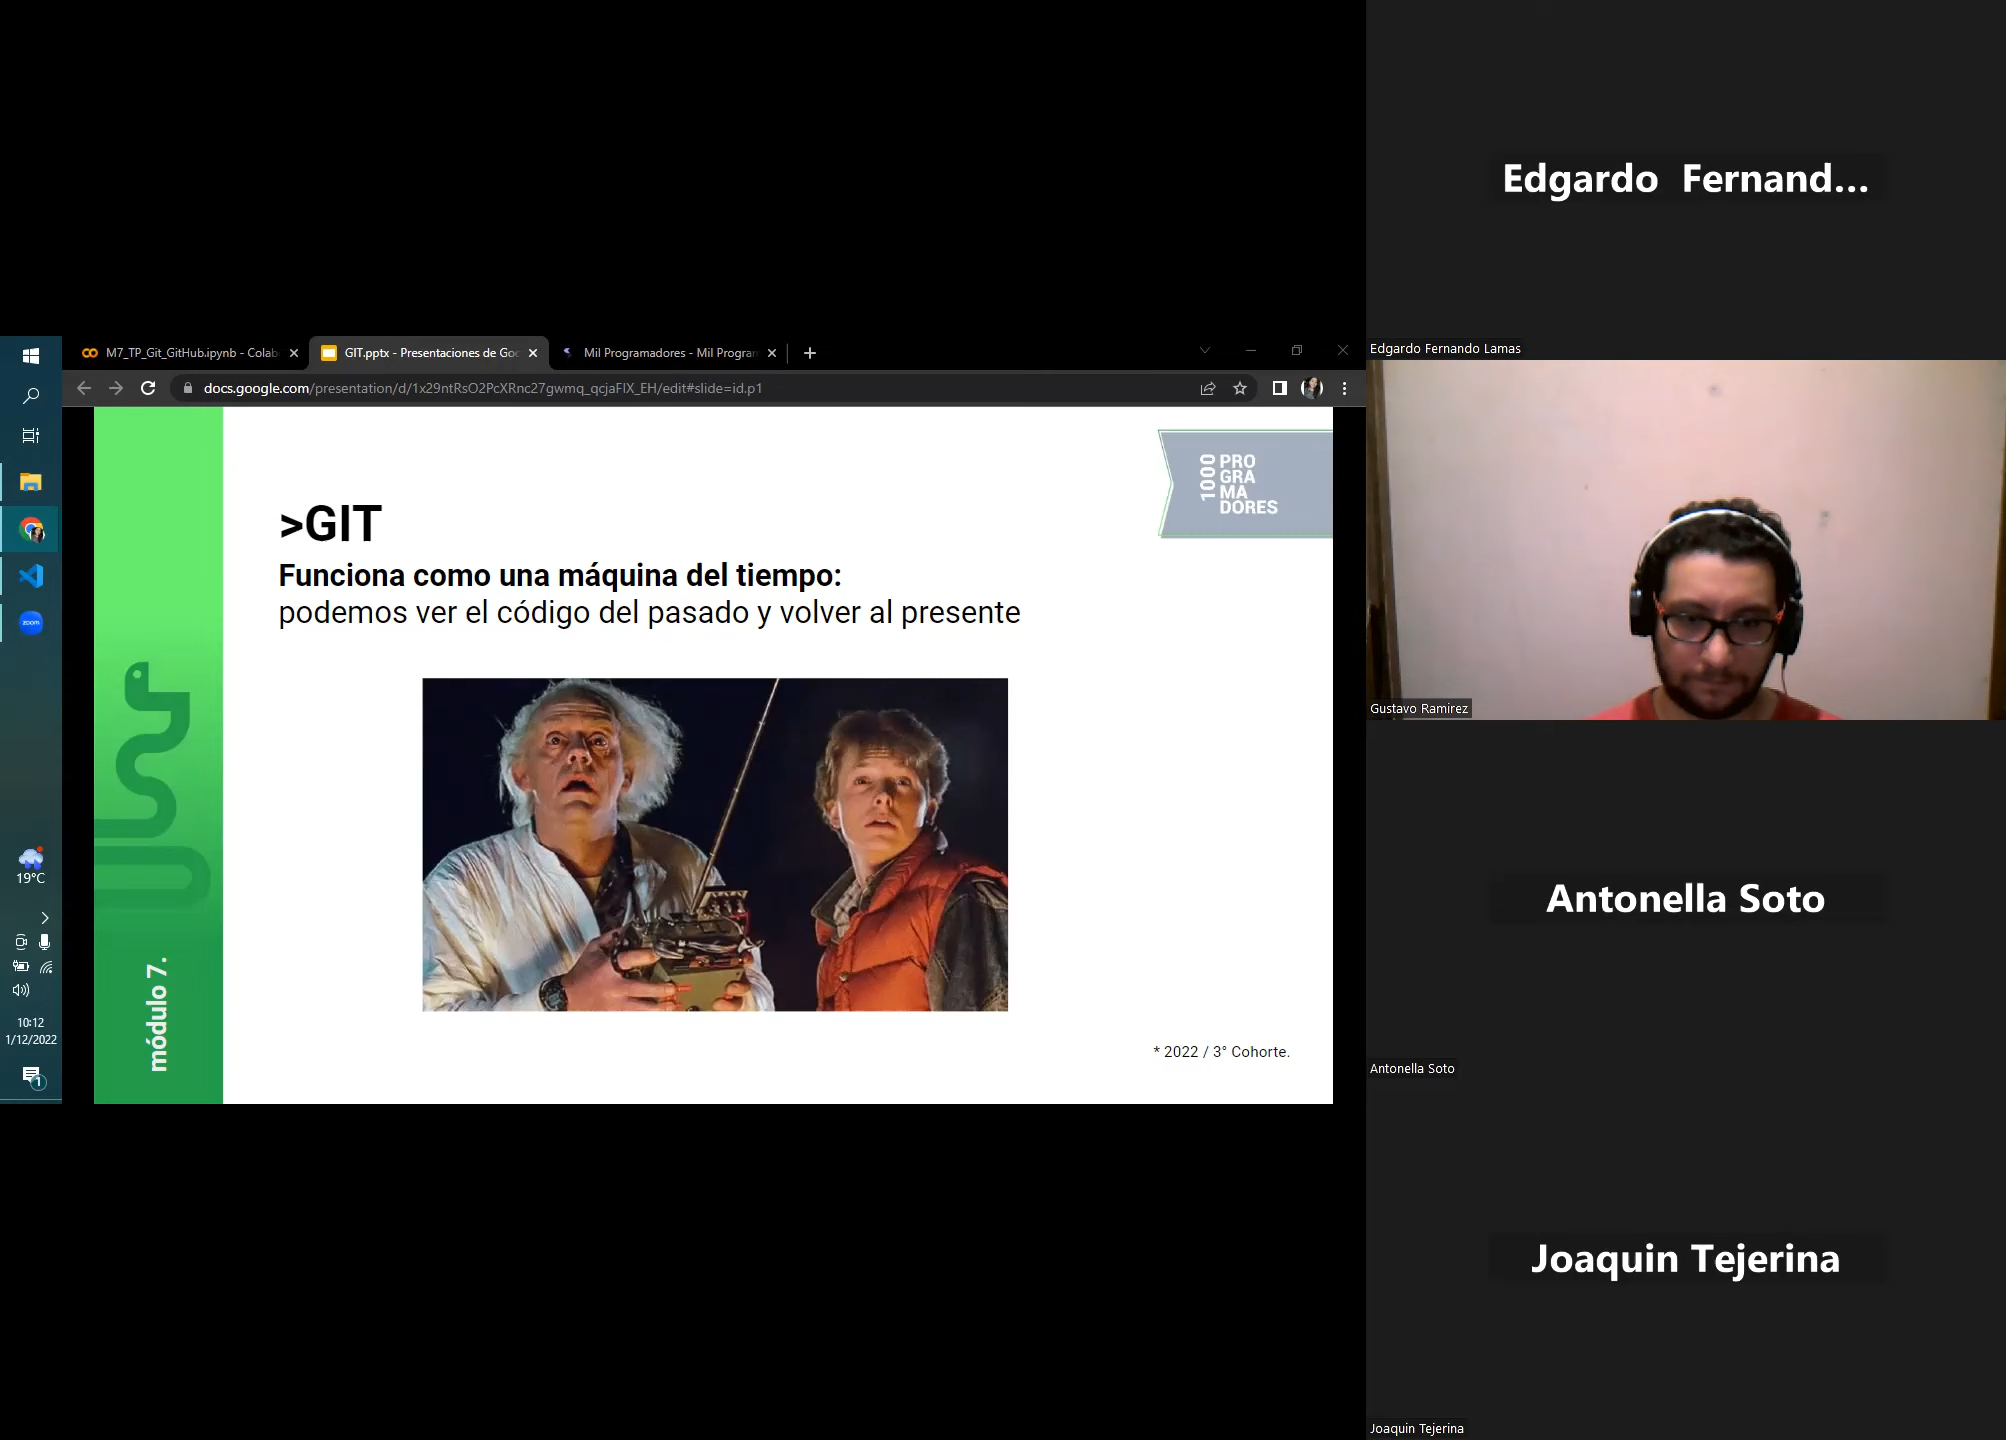 M7_TP_Git_GitHub.ipynb - Colab
GIT.pptx - Presentaciones de Goo
Mil Programadores - Mil Program
docs.google.com/presentation/d/1x29ntRsO2PcXRnc27gwmq_qcjaFIX_EH/edit#slide=id.p1
1000
PRO
GRA
MA
DORES
>GIT
Funciona como una máquina del tiempo:
podemos ver el código del pasado y volver al presente
módulo 7.
* 2022 / 3° Cohorte.
zoom
19°C
10:12
1/12/2022
1
Edgardo Fernand...
Edgardo Fernando Lamas
Gustavo Ramirez
Antonella Soto
Antonella Soto
Joaquin Tejerina
Joaquin Tejerina